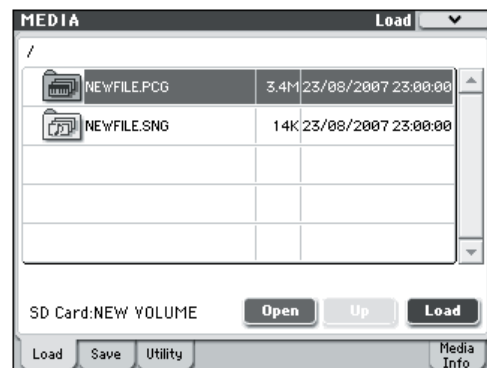 MEDIA Load
/
NEWFILE.PCG 3.4M 23/08/2007 23:00:00
NEWFILE.SNG 14K 23/08/2007 23:00:00
SD Card:NEW VOLUME Open Up Load
Load Save Utility Media Info